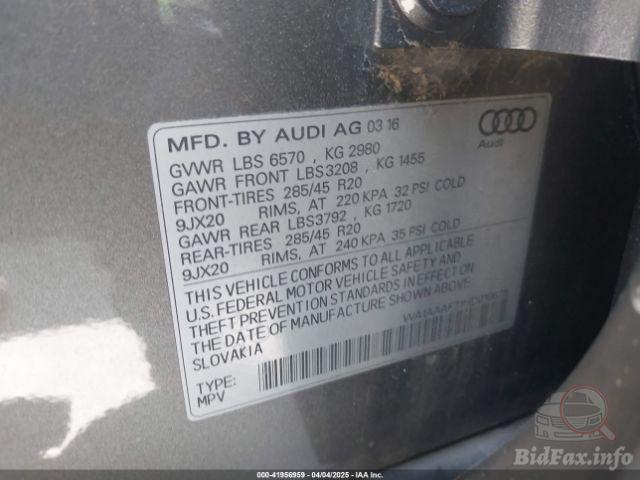 MFD. BY AUDI AG 03 16
Audi
GVWR LBS 6570 , KG 2980
GAWR FRONT LBS3208 , KG 1455
FRONT-TIRES 285/45 R20
9JX20 RIMS, AT 220 KPA 32 PSI COLD
GAWR REAR LBS3792 , KG 1720
REAR-TIRES 285/45 R20
9JX20 RIMS, AT 240 KPA 35 PSI COLD
THIS VEHICLE CONFORMS TO ALL APPLICABLE
U.S. FEDERAL MOTOR VEHICLE SAFETY AND
THEFT PREVENTION STANDARDS IN EFFECT ON
THE DATE OF MANUFACTURE SHOWN ABOVE
SLOVAKIA
TYPE:
MPV
BidFax.info
00-41956959 - 04/04/2025 - IAA Inc.